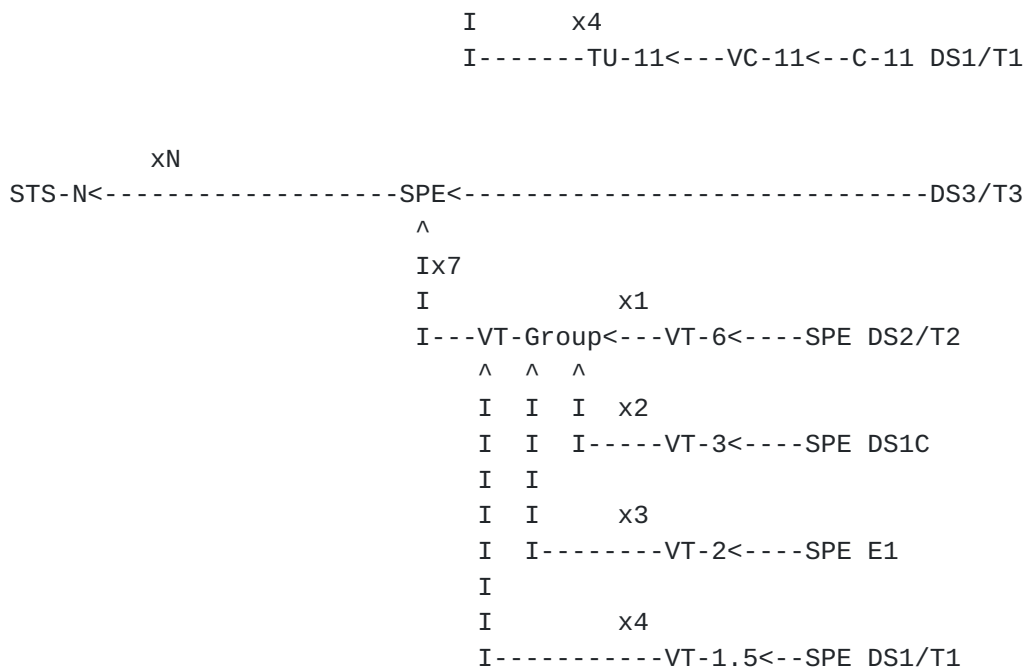 I      x4
                             I-------TU-11<---VC-11<--C-11 DS1/T1

         xN
STS-N<-------------------SPE<------------------------------DS3/T3
                          ^
                          Ix7
                          I            x1
                          I---VT-Group<---VT-6<----SPE DS2/T2
                              ^  ^  ^
                              I  I  I  x2
                              I  I  I-----VT-3<----SPE DS1C
                              I  I
                              I  I     x3
                              I  I--------VT-2<----SPE E1
                              I
                              I        x4
                              I-----------VT-1.5<--SPE DS1/T1